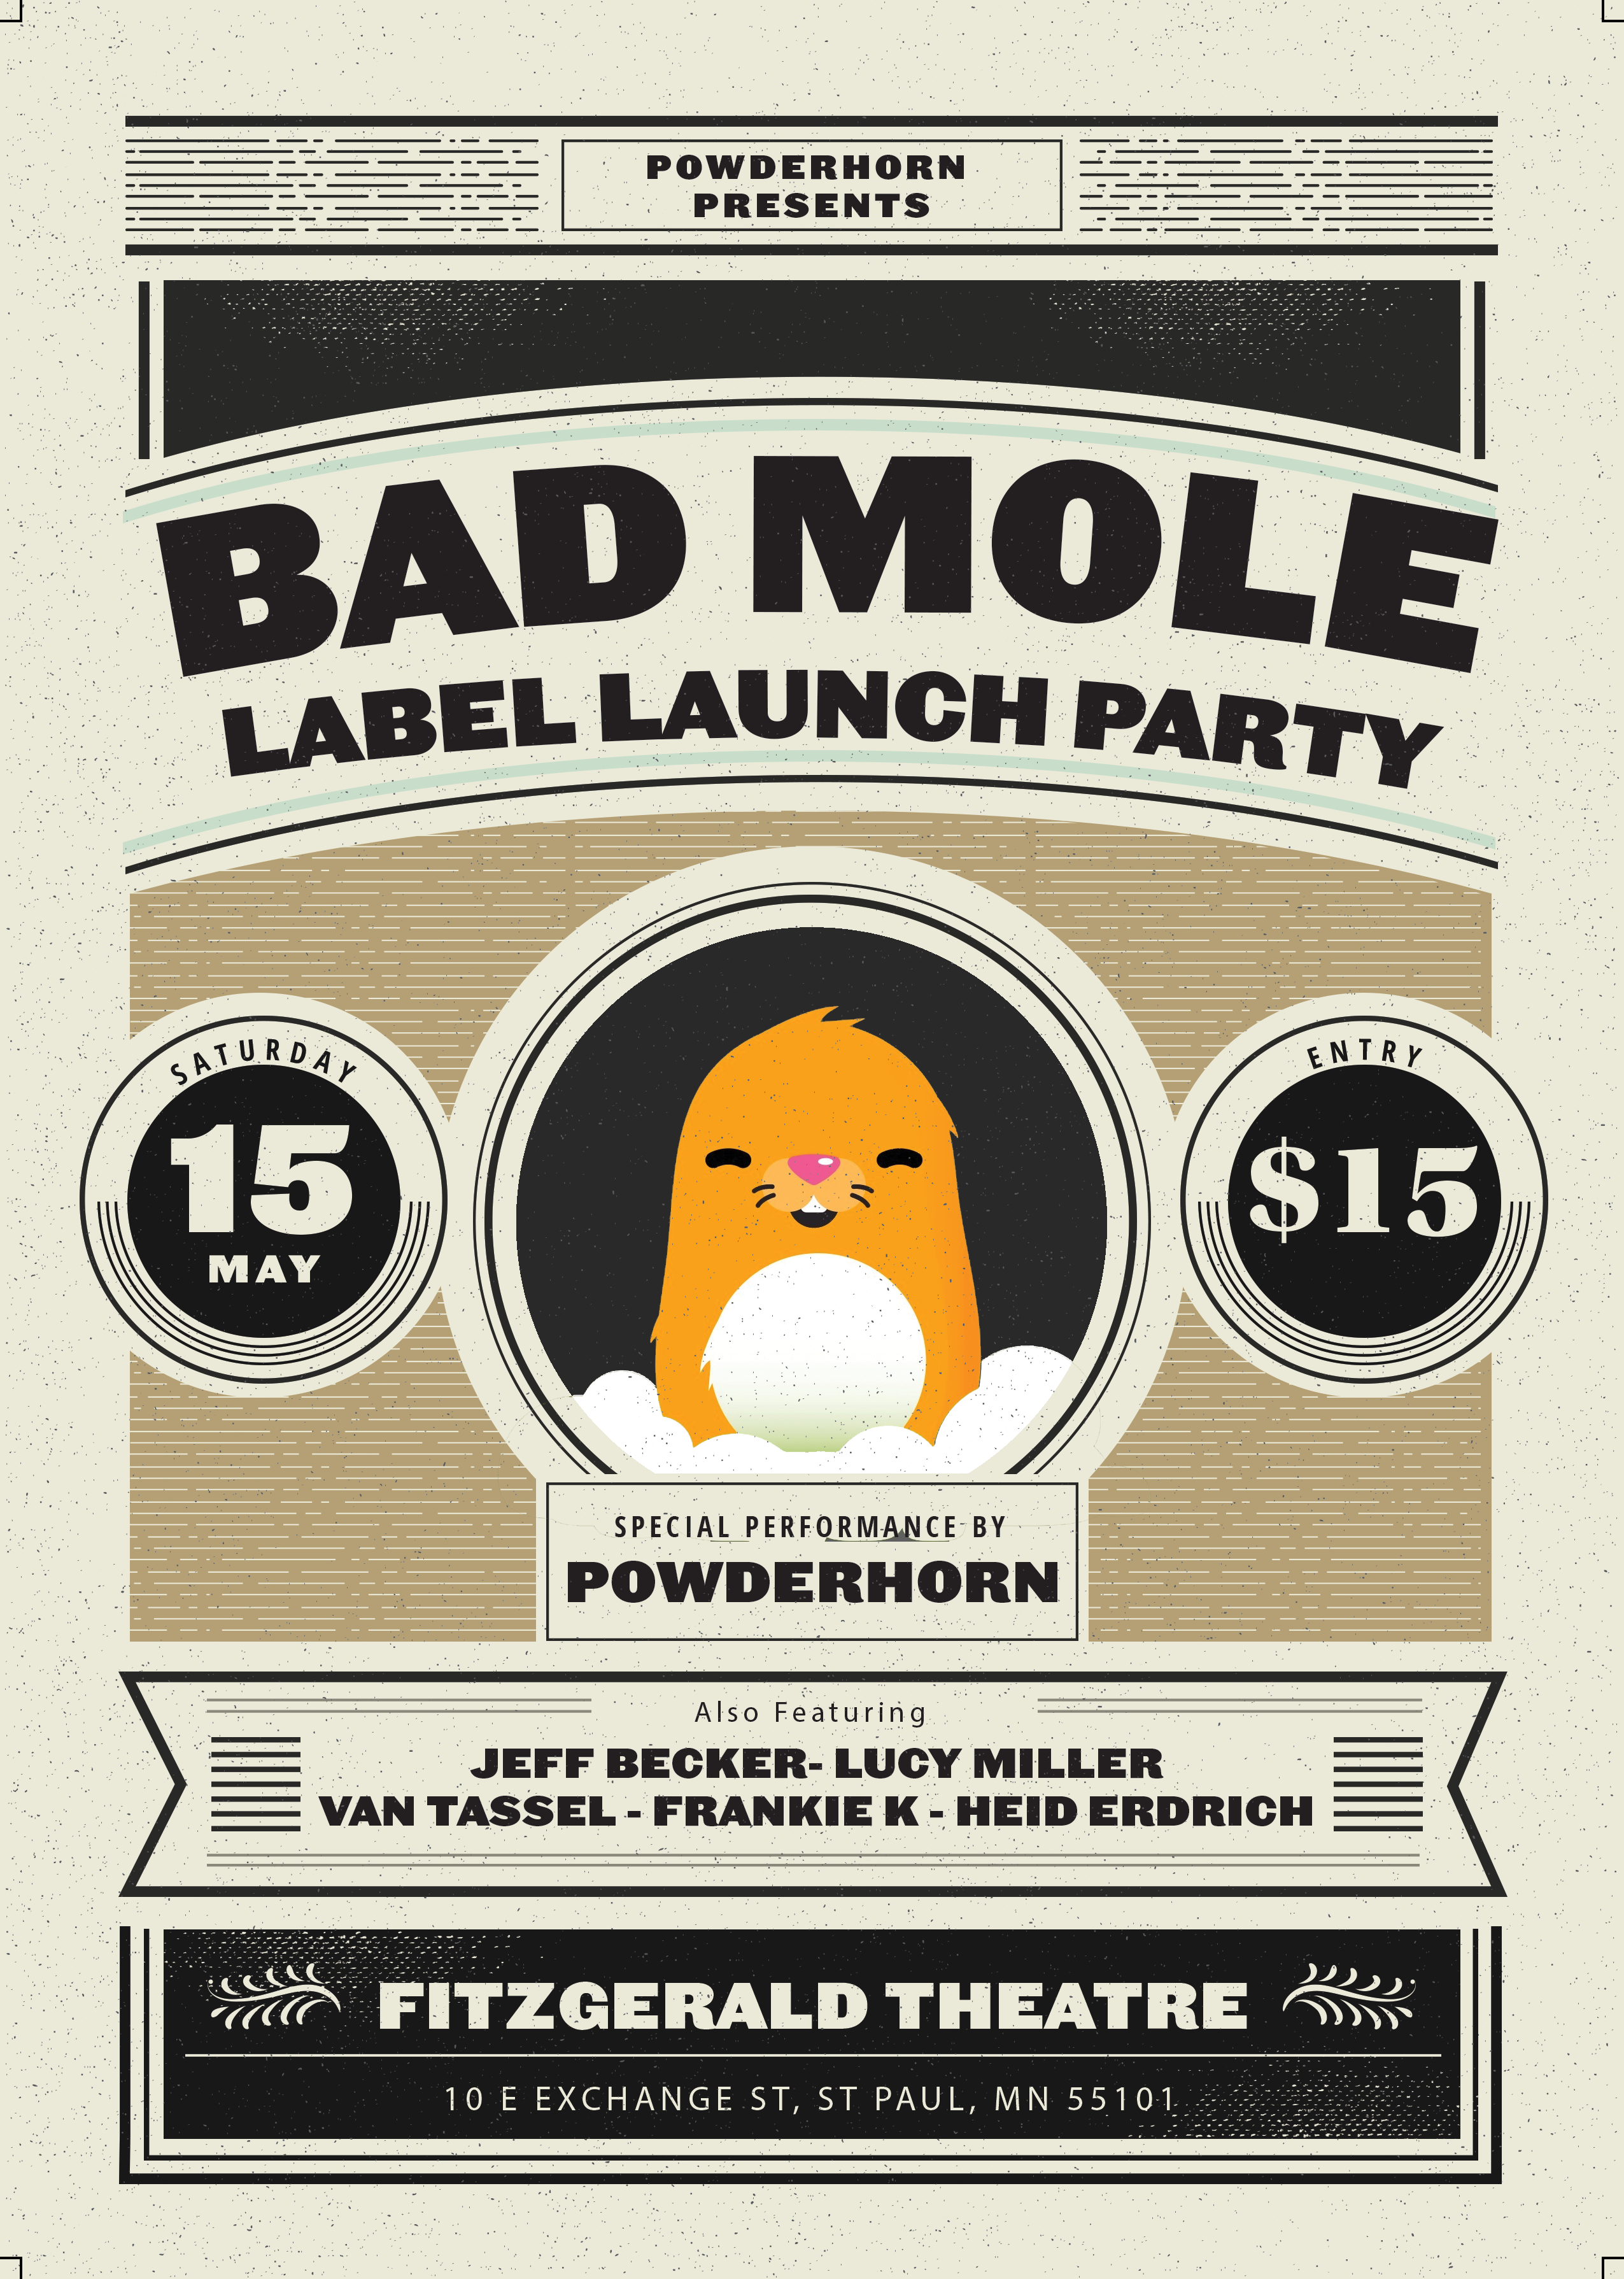 POWDERHORN
PRESENTS
BAD MOLE
LABEL LAUNCH PARTY
SATURDAY
15
MAY
ENTRY
$15
SPECIAL PERFORMANCE BY
POWDERHORN
Also Featuring
JEFF BECKER- LUCY MILLER
VAN TASSEL - FRANKIE K - HEID ERDRICH
FITZGERALD THEATRE
10 E EXCHANGE ST, ST PAUL, MN 55101